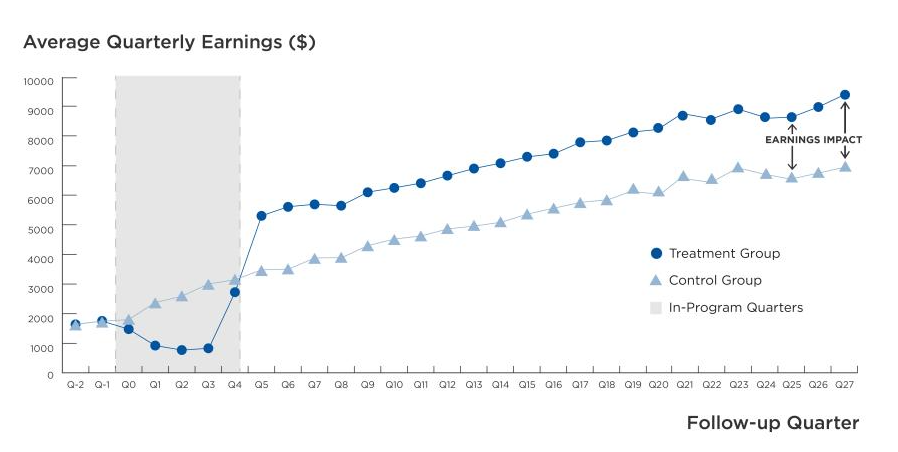 Average Quarterly Earnings ($)
10000
9000
8000
7000
6000
5000
4000
3000
2000
1000
0
EARNINGS IMPACT
Treatment Group
Control Group
In-Program Quarters
Q-2 Q-1 Q0 Q1 Q2 Q3 Q4 Q5 Q6 Q7 Q8 Q9 Q10 Q11 Q12 Q13 Q14 Q15 Q16 Q17 Q18 Q19 Q20 Q21 Q22 Q23 Q24 Q25 Q26 Q27
Follow-up Quarter